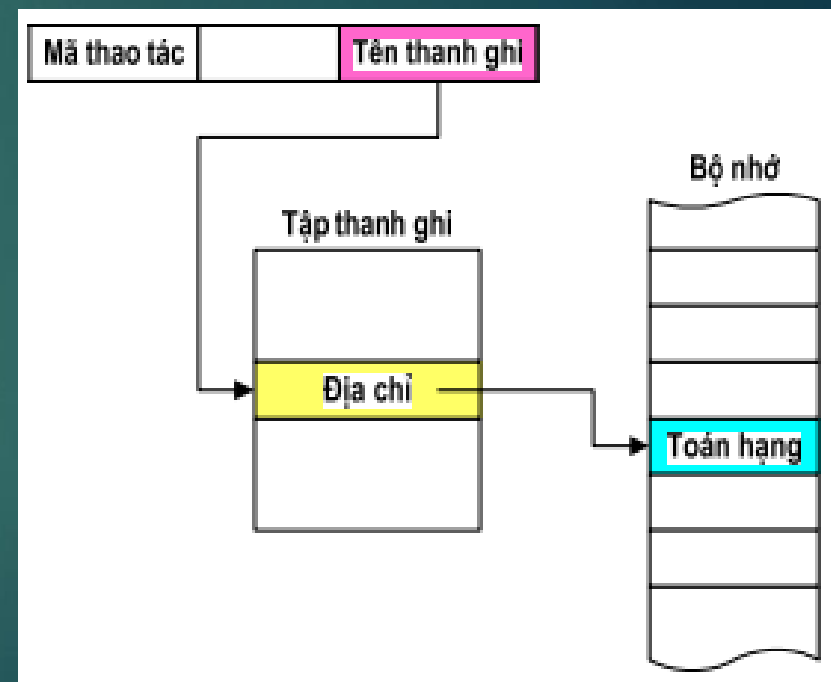 Mã thao tác
Tên thanh ghi
Bộ nhớ
Tập thanh ghi
Địa chỉ
Toán hạng